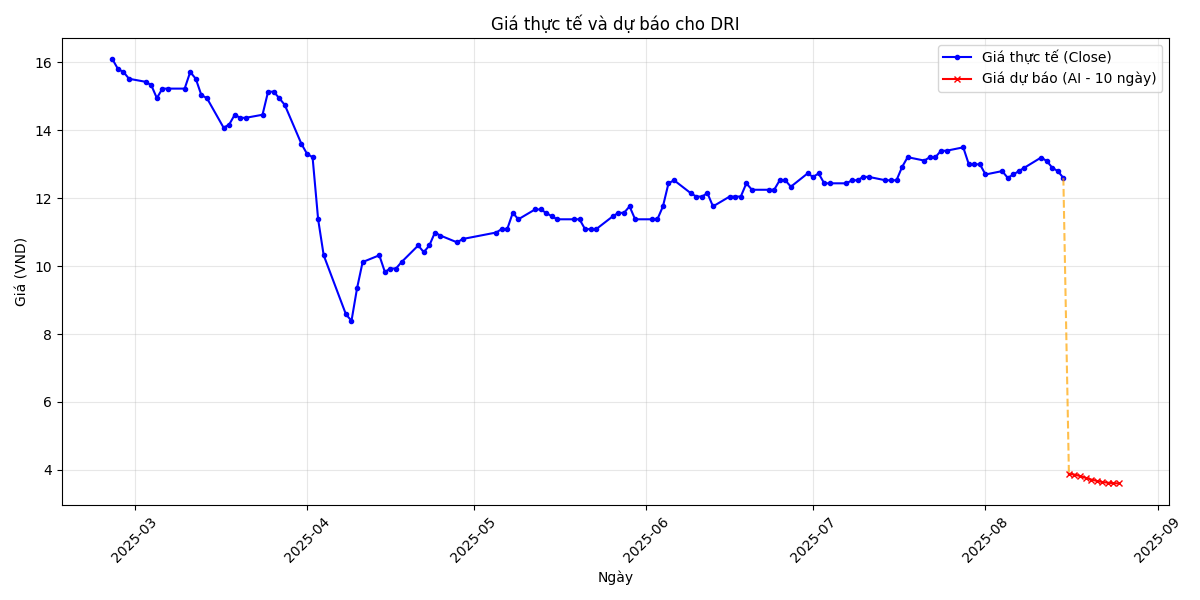 Giá thực tế và dự báo cho DRI
Giá thực tế (Close)
Giá dự báo (AI - 10 ngày)
Giá (VND)
16
14
12
10
8
6
4
2025-03
2025-04
2025-05
2025-06
2025-07
2025-08
2025-09
Ngày